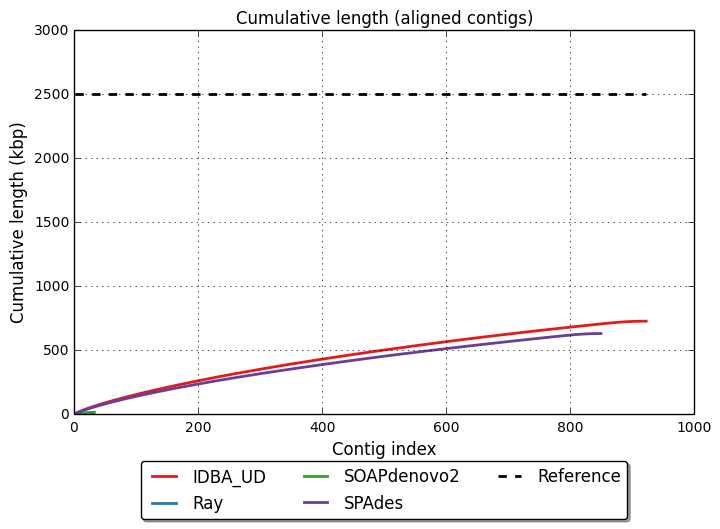 Cumulative length (aligned contigs)
3000
2500
2000
1500
1000
500
0
Cumulative length (kbp)
0 200 400 600 800 1000
Contig index
IDBA_UD SOAPdenovo2 Reference
Ray SPAdes